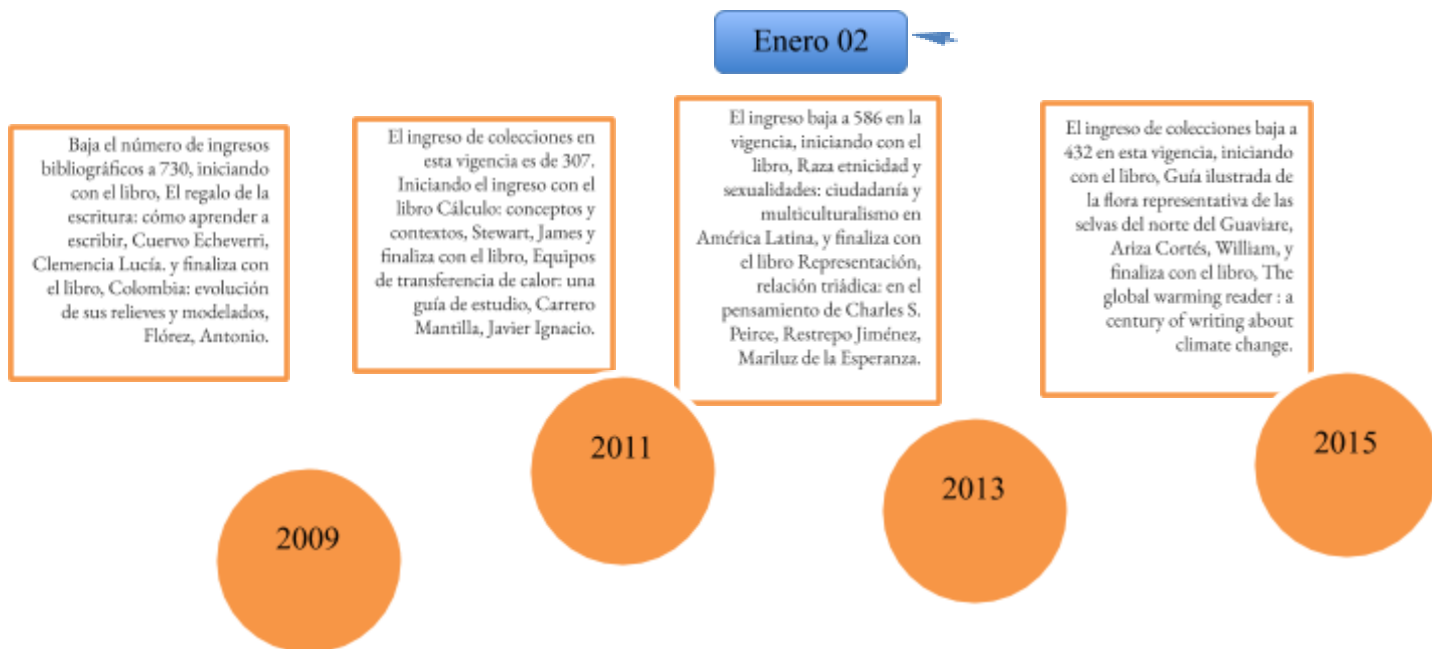 Enero 02
Baja el número de ingresos
bibliográficos a 730, iniciando
con el libro, El regalo de la
escritura: cómo aprender a
escribir, Cuervo Echeverri,
Clemencia Lucía. y finaliza con
el libro, Colombia: evolución
de sus relieves y modelados,
Flórez, Antonio.
El ingreso de colecciones en
esta vigencia es de 307.
Iniciando el ingreso con el
libro Cálculo: conceptos y
contextos, Stewart, James y
finaliza con el libro, Equipos
de transferencia de calor: una
guía de estudio, Carrero
Mantilla, Javier Ignacio.
El ingreso baja a 586 en la
vigencia, iniciando con el
libro, Raza etnicidad y
sexualidades: ciudadanía y
multiculturalismo en
América Latina, y finaliza con
el libro Representación,
relación triádica: en el
pensamiento de Charles S.
Peirce, Restrepo Jiménez,
Mariluz de la Esperanza.
El ingreso de colecciones baja a
432 en esta vigencia, iniciando
con el libro, Guía ilustrada de
la flora representativa de las
selvas del norte del Guaviare,
Ariza Cortés, William, y
finaliza con el libro, The
global warming reader : a
century of writing about
climate change.
2009
2011
2013
2015